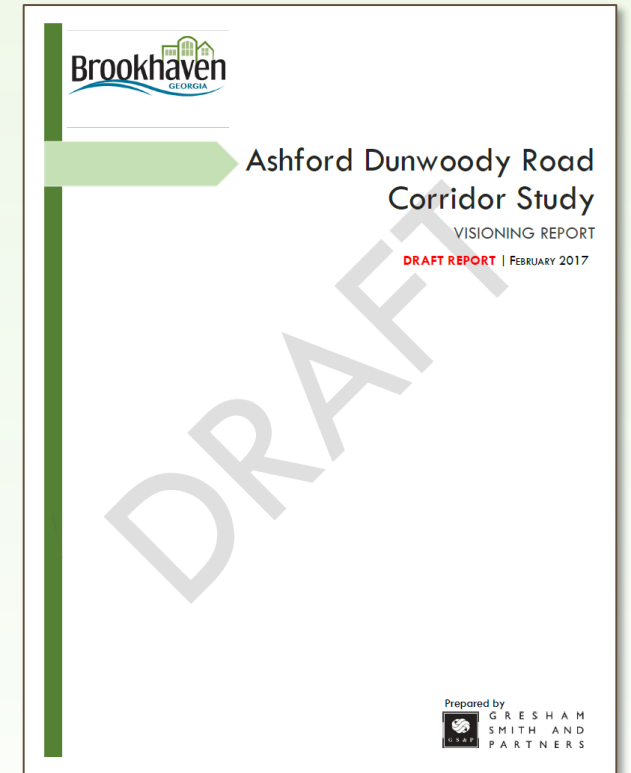 Brookhaven
GEORGIA
Ashford Dunwoody Road
Corridor Study
VISIONING REPORT
DRAFT REPORT | FEBRUARY 2017
DRAFT
Prepared by
GS&P
GRESHAM
SMITH AND
PARTNERS